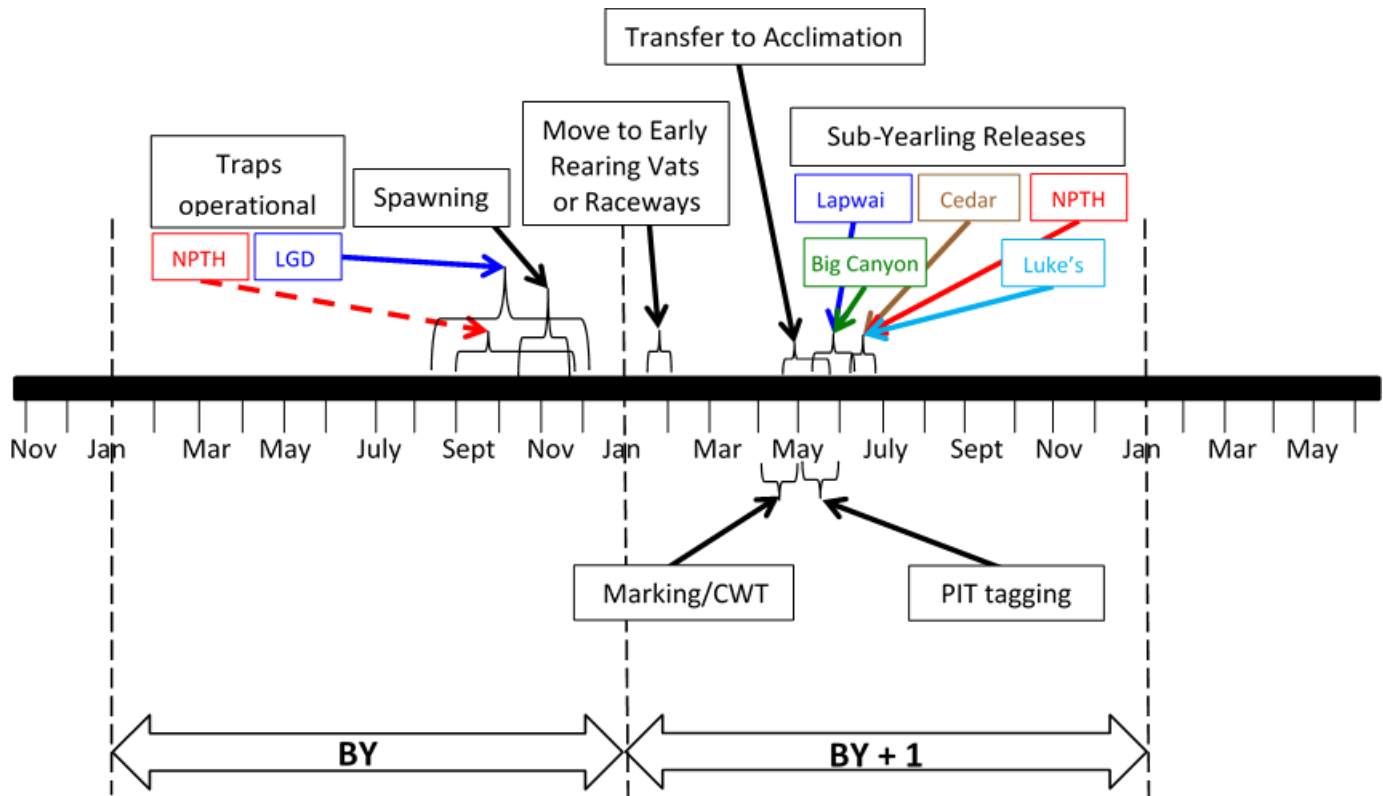 Transfer to Acclimation
Move to Early
Rearing Vats
or Raceways
Sub-Yearling Releases
Traps
operational
Spawning
Lapwai
Cedar
NPTH
NPTH
LGD
Big Canyon
Luke's
Nov
Jan
Mar
May
July
Sept
Nov
Jan
Mar
May
July
Sept
Nov
Jan
Mar
May
Marking/CWT
PIT tagging
BY
BY + 1